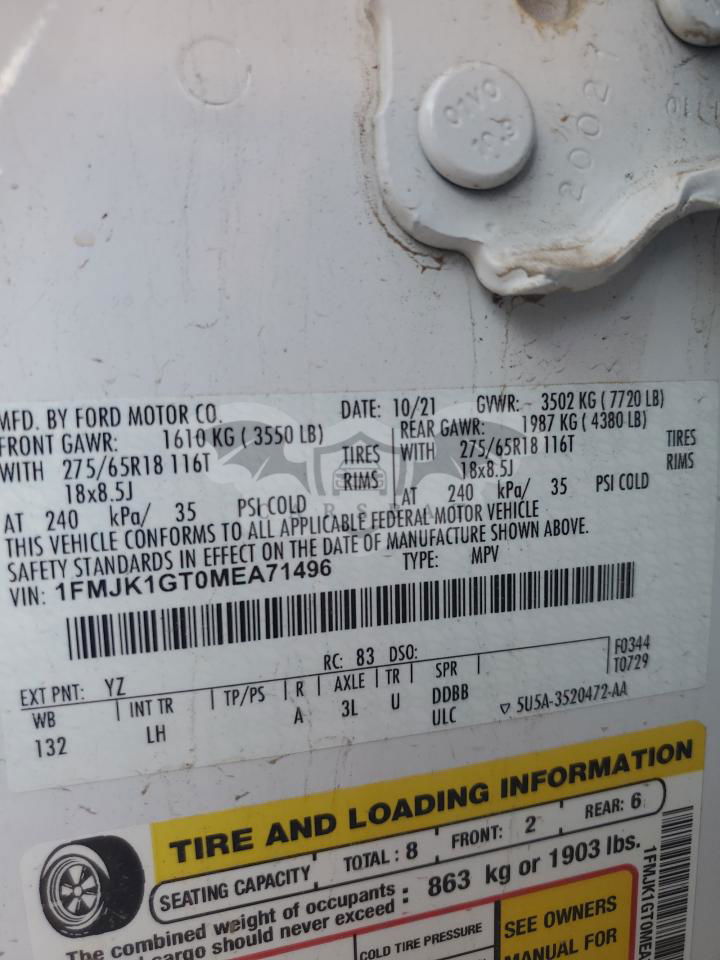 01V0
10.9
20027
MFD. BY FORD MOTOR CO. DATE: 10/21 GVWR: 3502 KG ( 7720 LB)
FRONT GAWR: 1610 KG ( 3550 LB) REAR GAWR: 1987 KG ( 4380 LB)
WITH 275/65R18 116T TIRES WITH 275/65R18 116T TIRES
18x8.5J RIMS 18x8.5J RIMS
AT 240 kPa/ 35 PSI COLD AT 240 kPa/ 35 PSI COLD
THIS VEHICLE CONFORMS TO ALL APPLICABLE FEDERAL MOTOR VEHICLE
SAFETY STANDARDS IN EFFECT ON THE DATE OF MANUFACTURE SHOWN ABOVE.
VIN: 1FMJK1GT0MEA71496 TYPE: MPV
RC: 83 DSO: F0344
EXT PNT: YZ T0729
WB INT TR TP/PS R AXLE TR SPR
132 LH A 3L U DDBB
ULC ▽ 5U5A-3520472-AA
TIRE AND LOADING INFORMATION
SEATING CAPACITY TOTAL : 8 FRONT: 2 REAR: 6
The combined weight of occupants
cargo should never exceed : 863 kg or 1903 lbs.
COLD TIRE PRESSURE SEE OWNERS
MANUAL FOR
1FMJK1GT0MEA